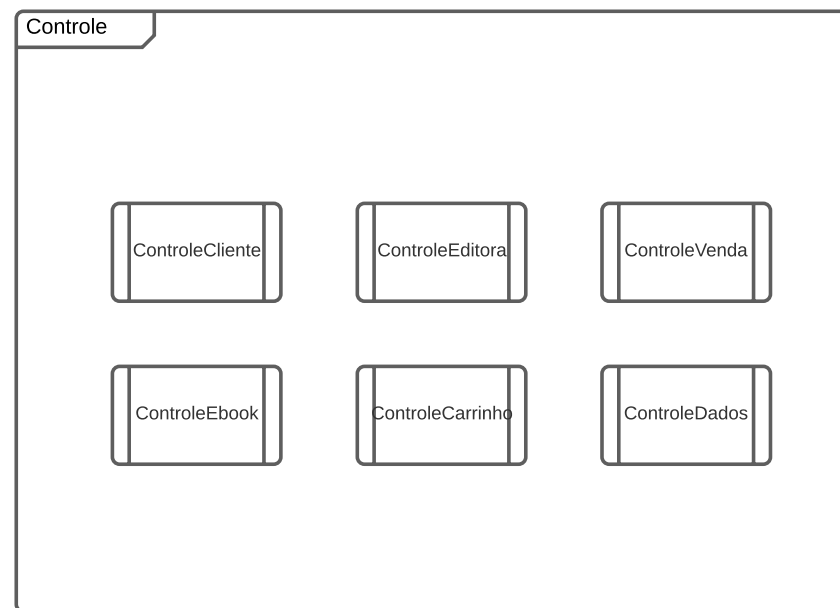 Controle
ControleCliente
ControleEditora
ControleVenda
ControleEbook
ControleCarrinho
ControleDados